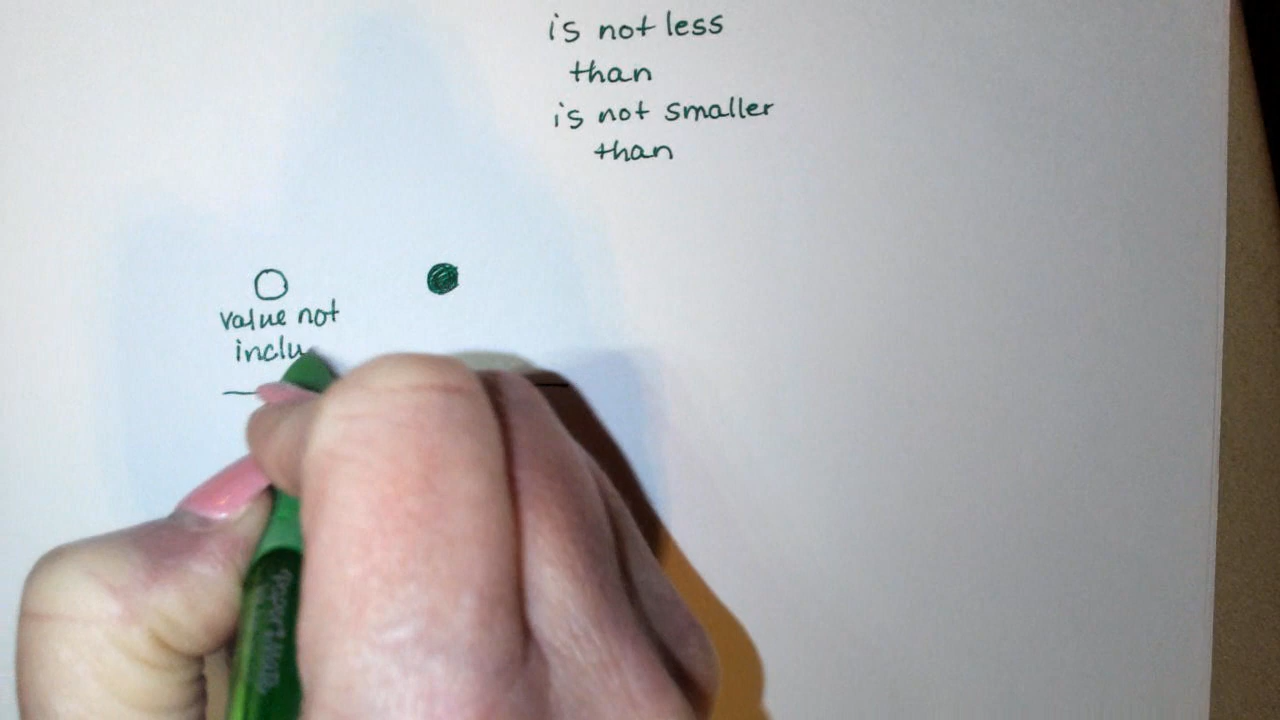 is not less
than
is not smaller
than
value not
inclu